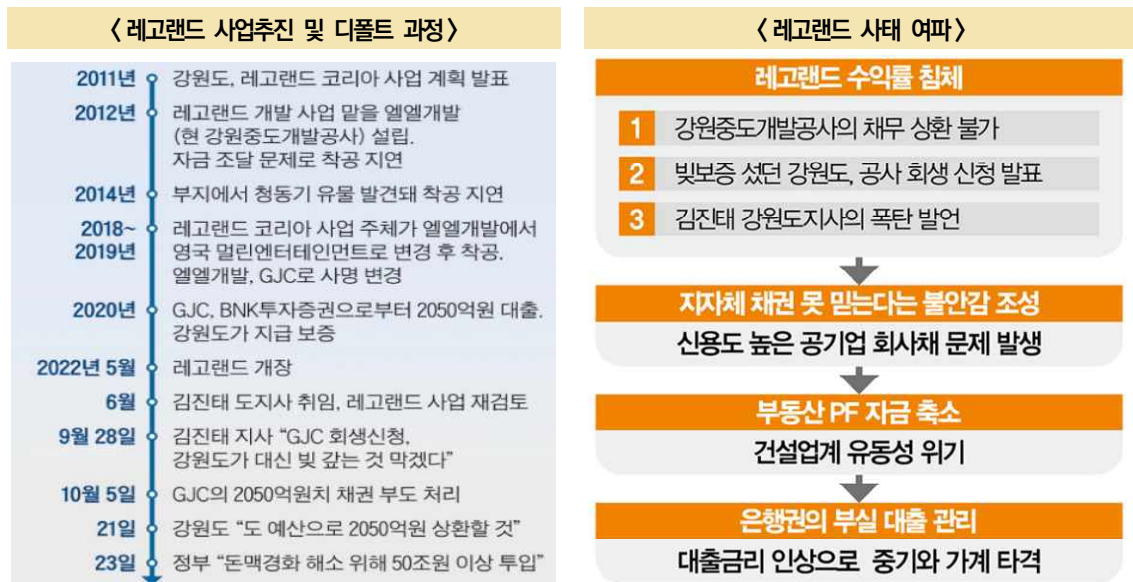 〈레고랜드 사업추진 및 디폴트 과정〉
2011년 강원도, 레고랜드 코리아 사업 계획 발표
2012년 레고랜드 개발 사업 맡을 엘엘개발
(현 강원중도개발공사) 설립.
자금 조달 문제로 착공 지연
2014년 부지에서 청동기 유물 발견돼 착공 지연
2018~ 레고랜드 코리아 사업 주체가 엘엘개발에서
2019년 영국 멀린엔터테인먼트로 변경 후 착공.
엘엘개발, GJC로 사명 변경
2020년 GJC, BNK투자증권으로부터 2050억원 대출.
강원도가 지급 보증
2022년 5월 레고랜드 개장
6월 김진태 도지사 취임, 레고랜드 사업 재검토
9월 28일 김진태 지사 “GJC 회생신청,
강원도가 대신 빚 갚는 것 막겠다”
10월 5일 GJC의 2050억원치 채권 부도 처리
21일 강원도 “도 예산으로 2050억원 상환할 것”
23일 정부 “돈맥경화 해소 위해 50조원 이상 투입”
〈레고랜드 사태 여파〉
레고랜드 수익률 침체
1 강원중도개발공사의 채무 상환 불가
2 빚보증 섰던 강원도, 공사 회생 신청 발표
3 김진태 강원도지사의 폭탄 발언
지자체 채권 못 믿는다는 불안감 조성
신용도 높은 공기업 회사채 문제 발생
부동산 PF 자금 축소
건설업계 유동성 위기
은행권의 부실 대출 관리
대출금리 인상으로 중기와 가계 타격